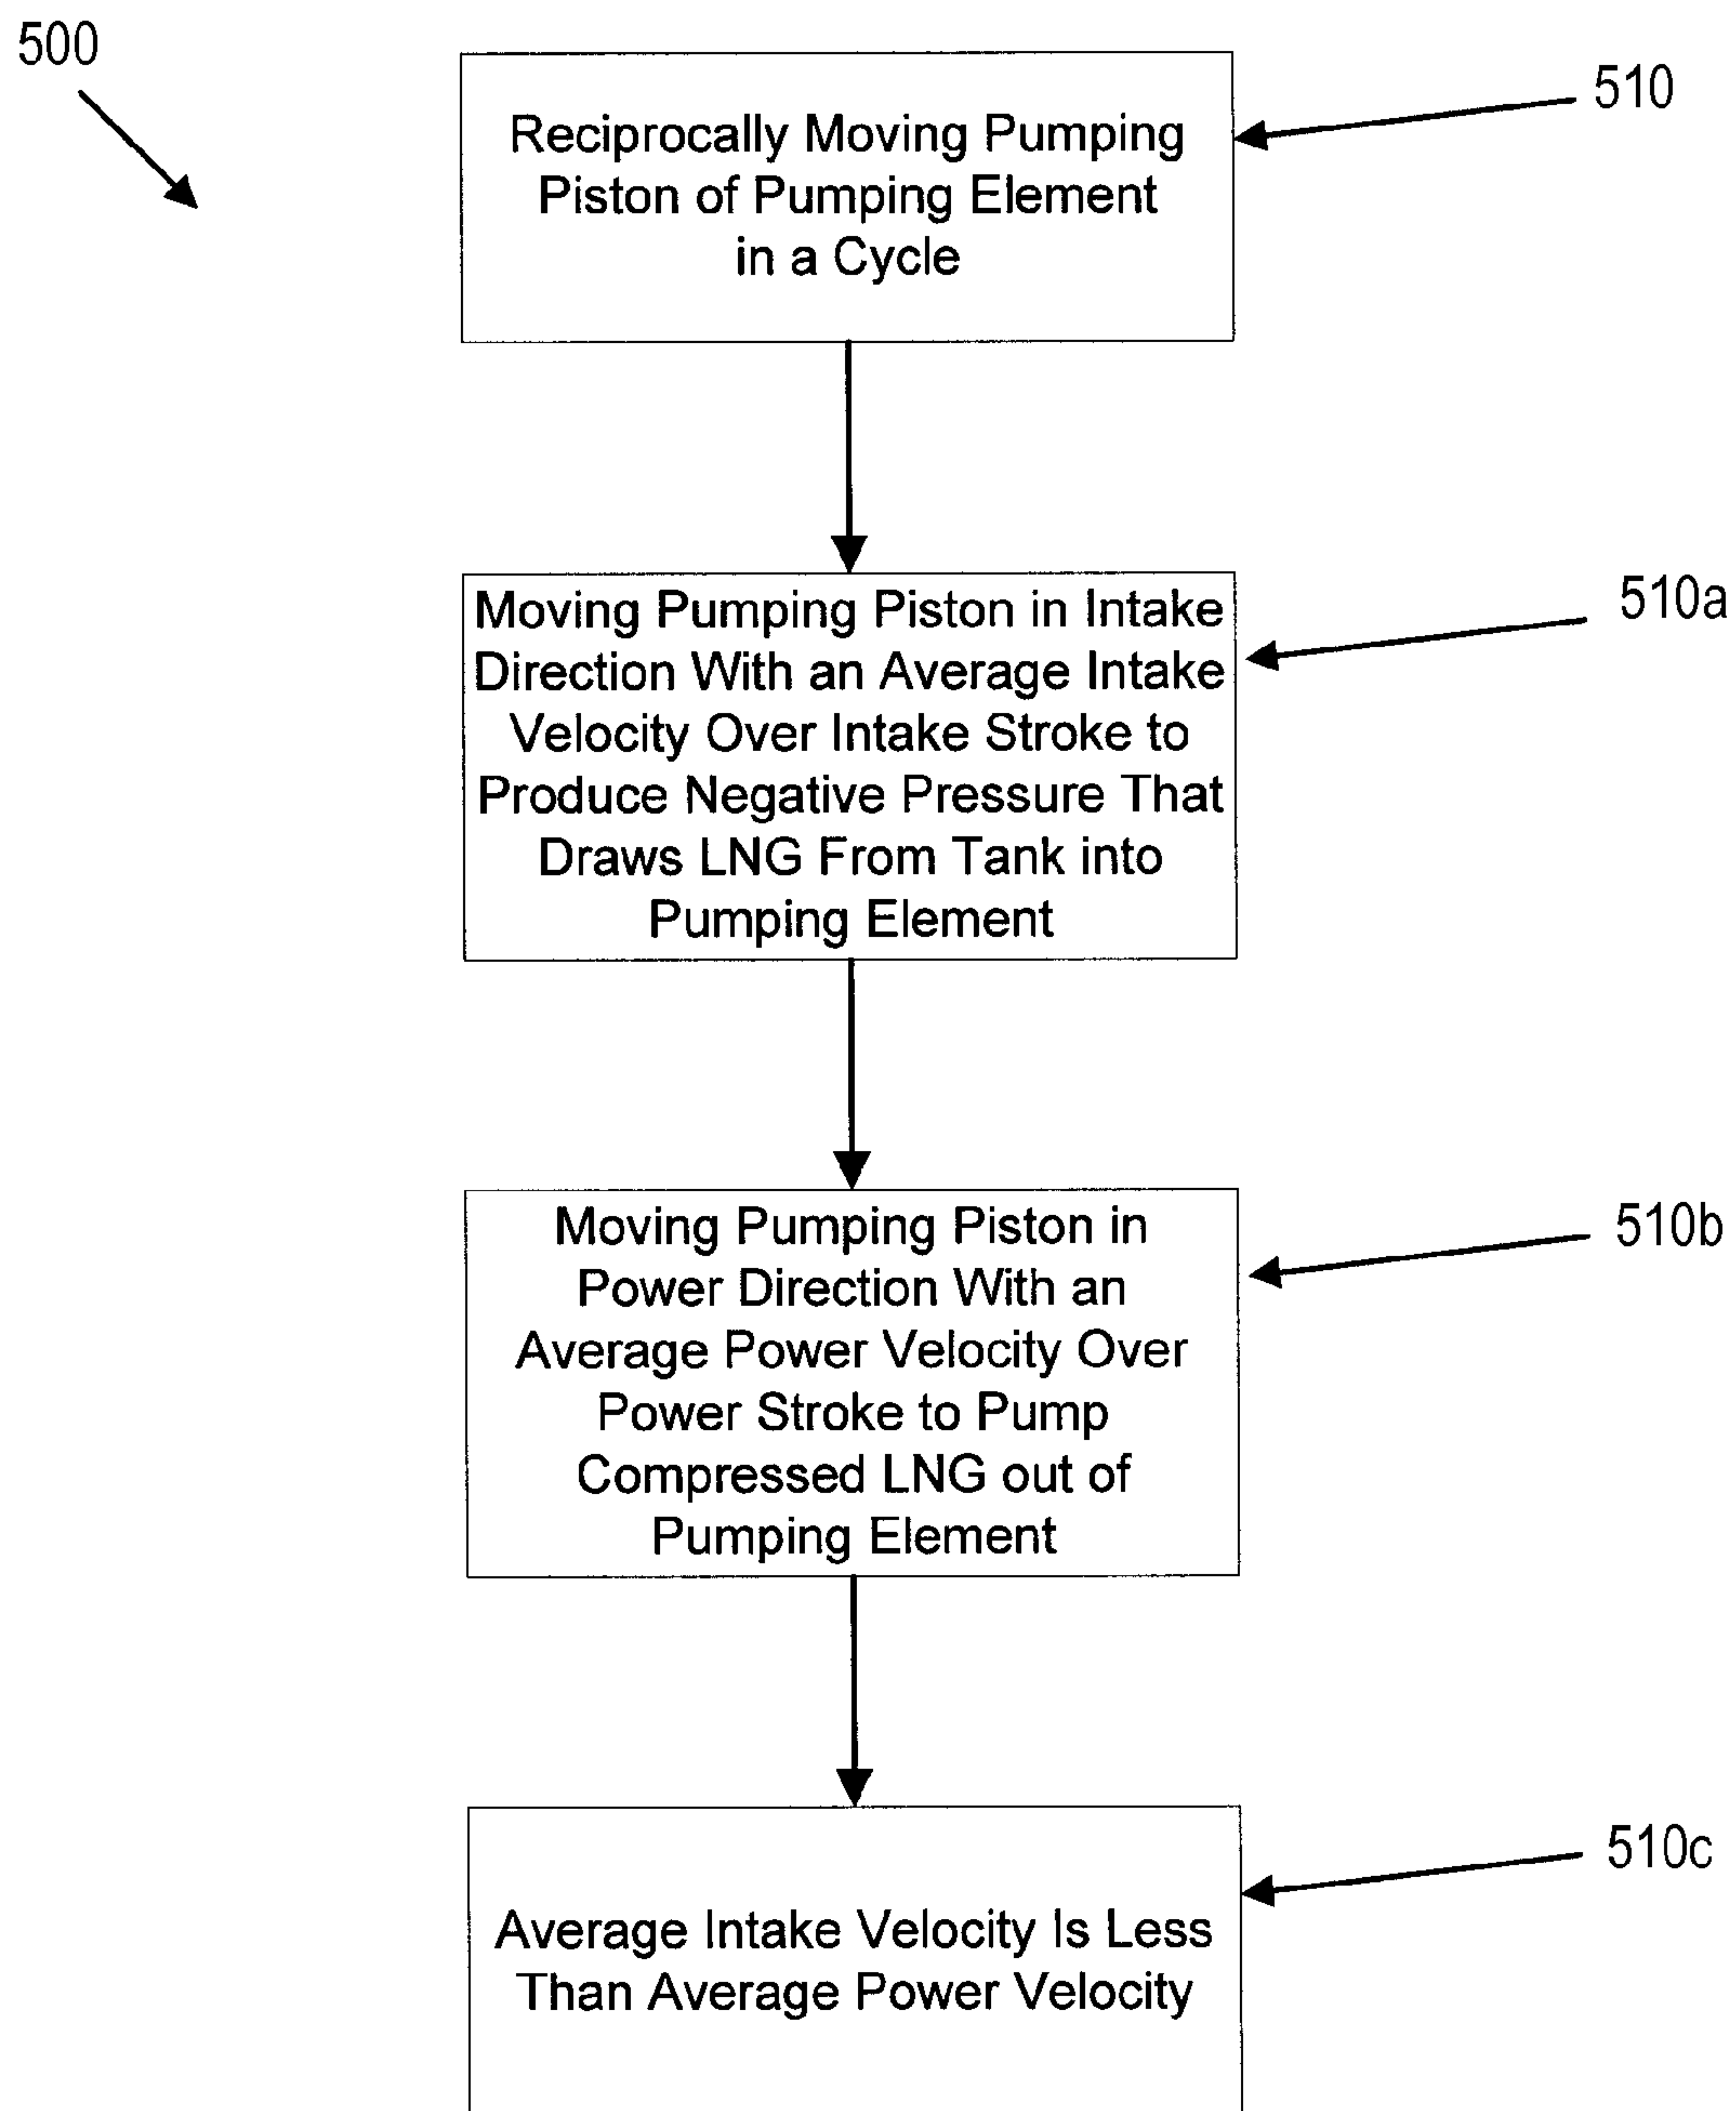 500
510
Reciprocally Moving Pumping
Piston of Pumping Element
in a Cycle
510a
Moving Pumping Piston in Intake
Direction With an Average Intake
Velocity Over Intake Stroke to
Produce Negative Pressure That
Draws LNG From Tank into
Pumping Element
510b
Moving Pumping Piston in
Power Direction With an
Average Power Velocity Over
Power Stroke to Pump
Compressed LNG out of
Pumping Element
510c
Average Intake Velocity Is Less
Than Average Power Velocity